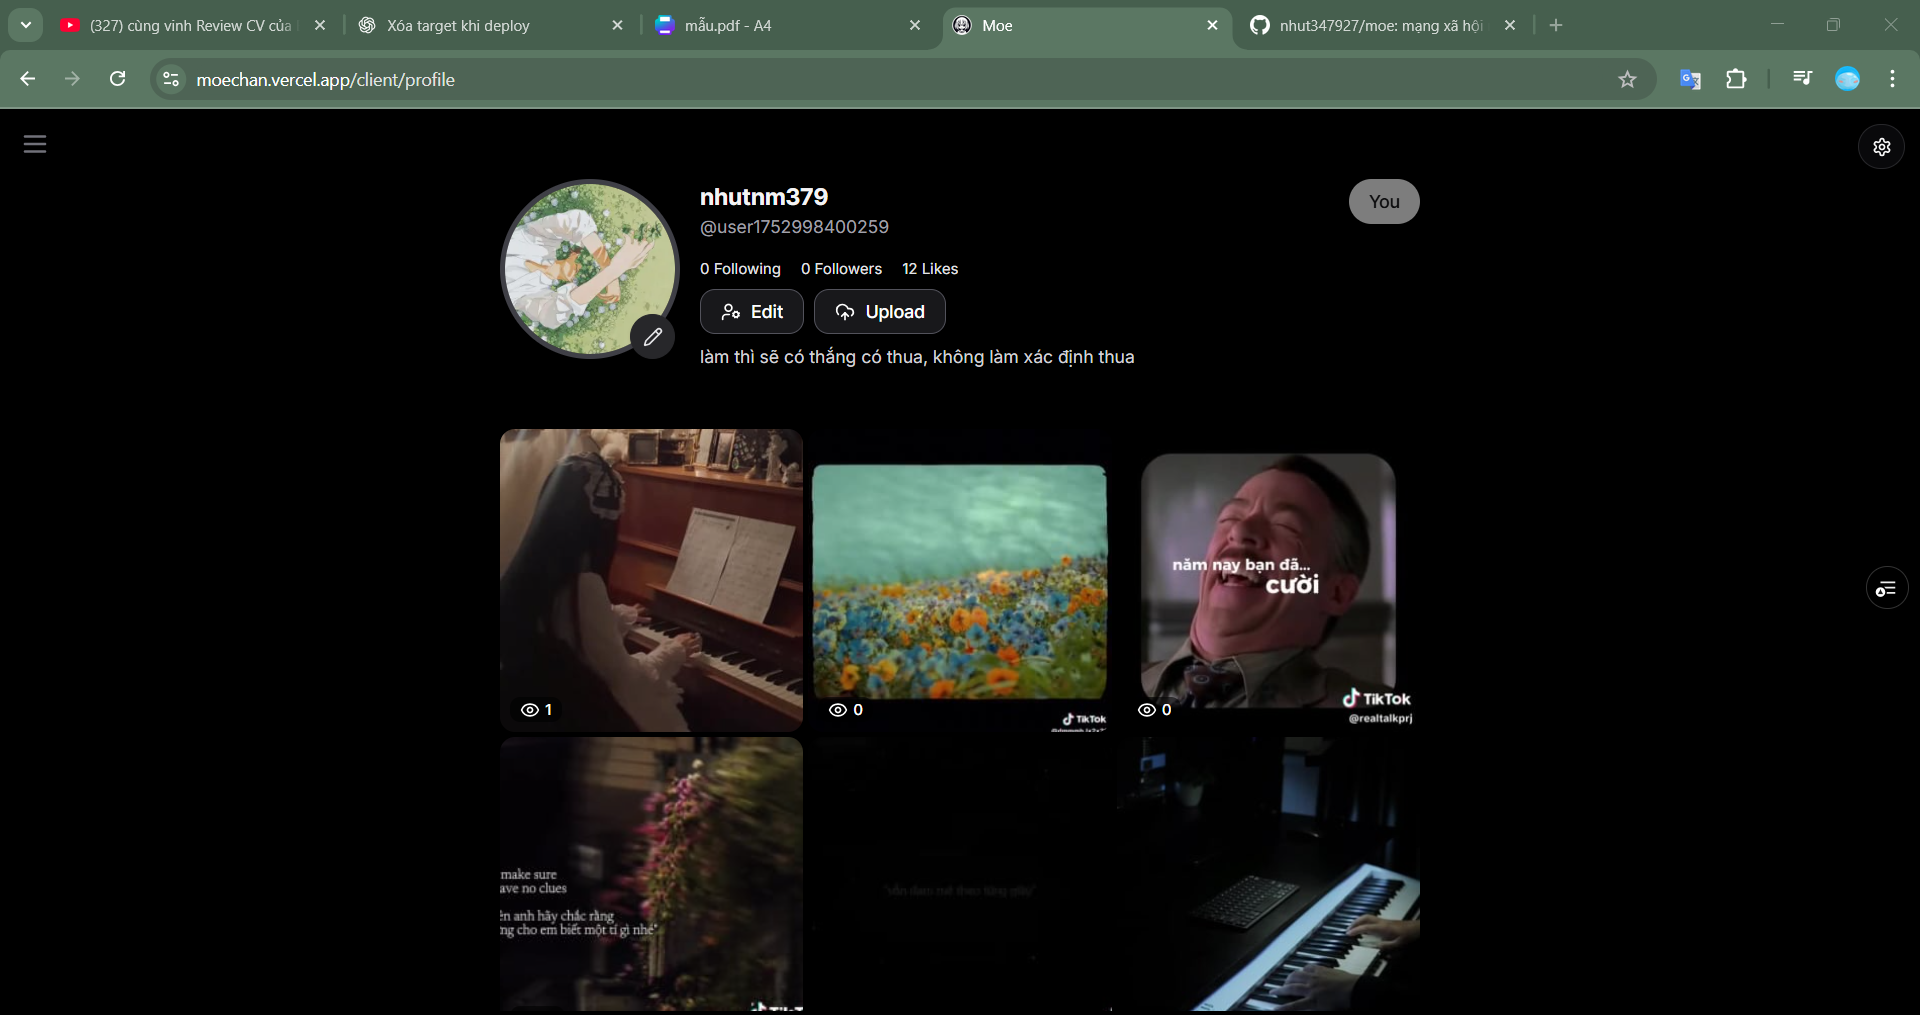 (327) cùng vinh Review CV của
Xóa target khi deploy
mẫu.pdf - A4
Moe
nhut347927/moe: mạng xã hội
moechan.vercel.app/client/profile
nhutnm379
@user1752998400259
You
0 Following 0 Followers 12 Likes
Edit
Upload
làm thì sẽ có thắng có thua, không làm xác định thua
năm nay bạn đã...
cười
1
0
TikTok
0
TikTok
@realtalkprj
make sure
ave no clues
ên anh hãy chắc rằng
ng cho em biết một tí gì nhé"